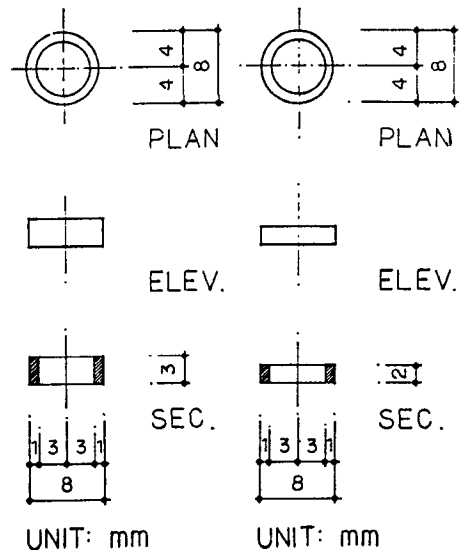 4 4 8
PLAN
ELEV.
3
SEC.
1 3 3 1
8
UNIT: mm
4 4 8
PLAN
ELEV.
2
SEC.
1 3 3 1
8
UNIT: mm